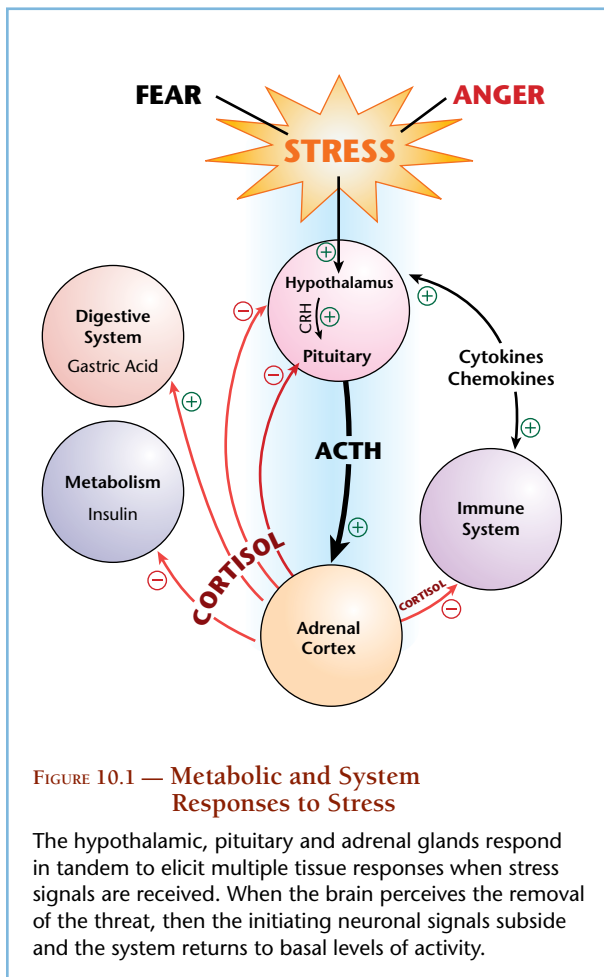 FEAR
ANGER
STRESS
Hypothalamus
CRH
Pituitary
Digestive
System
Gastric Acid
Cytokines
Chemokines
ACTH
Metabolism
Insulin
Immune
System
CORTISOL
CORTISOL
Adrenal
Cortex
FIGURE 10.1 — Metabolic and System
Responses to Stress
The hypothalamic, pituitary and adrenal glands respond
in tandem to elicit multiple tissue responses when stress
signals are received. When the brain perceives the removal
of the threat, then the initiating neuronal signals subside
and the system returns to basal levels of activity.